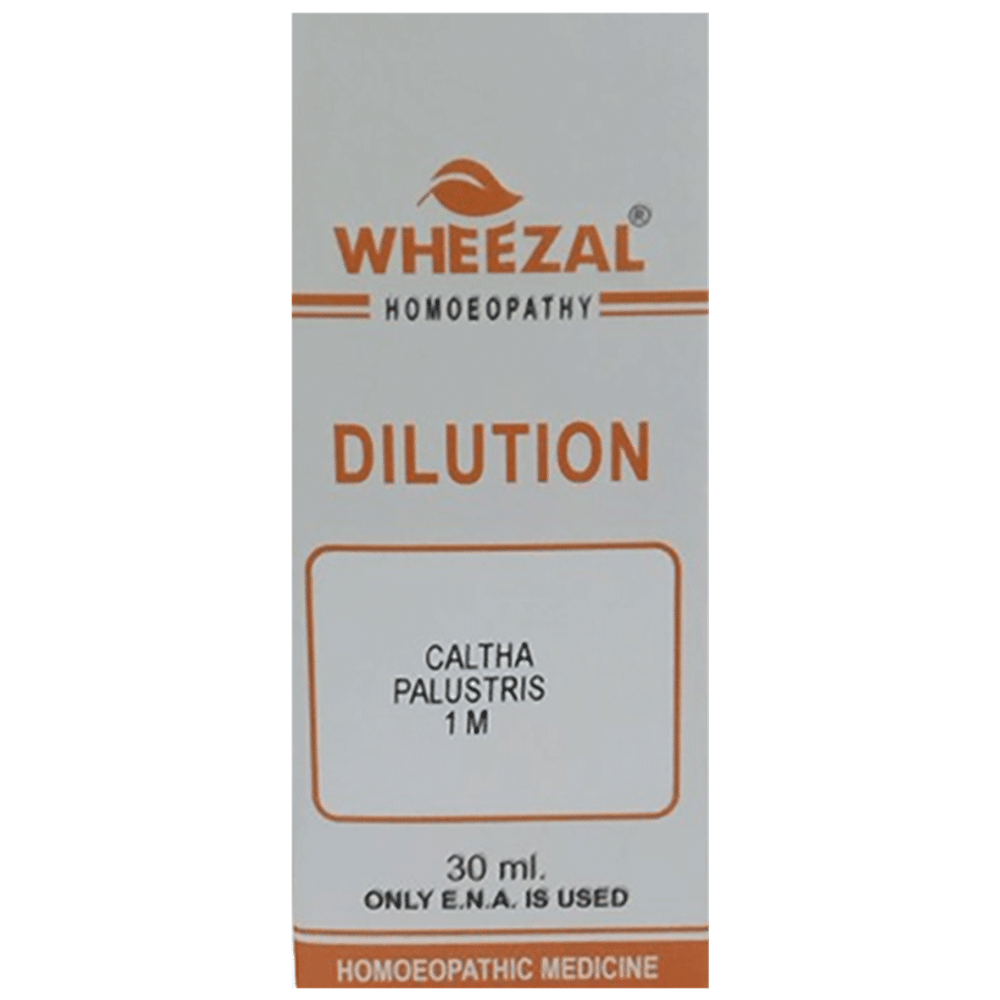 WHEEZAL®
HOMOEOPATHY
DILUTION
CALTHA
PALUSTRIS
1 M
30 ml.
ONLY E.N.A. IS USED
HOMOEOPATHIC MEDICINE